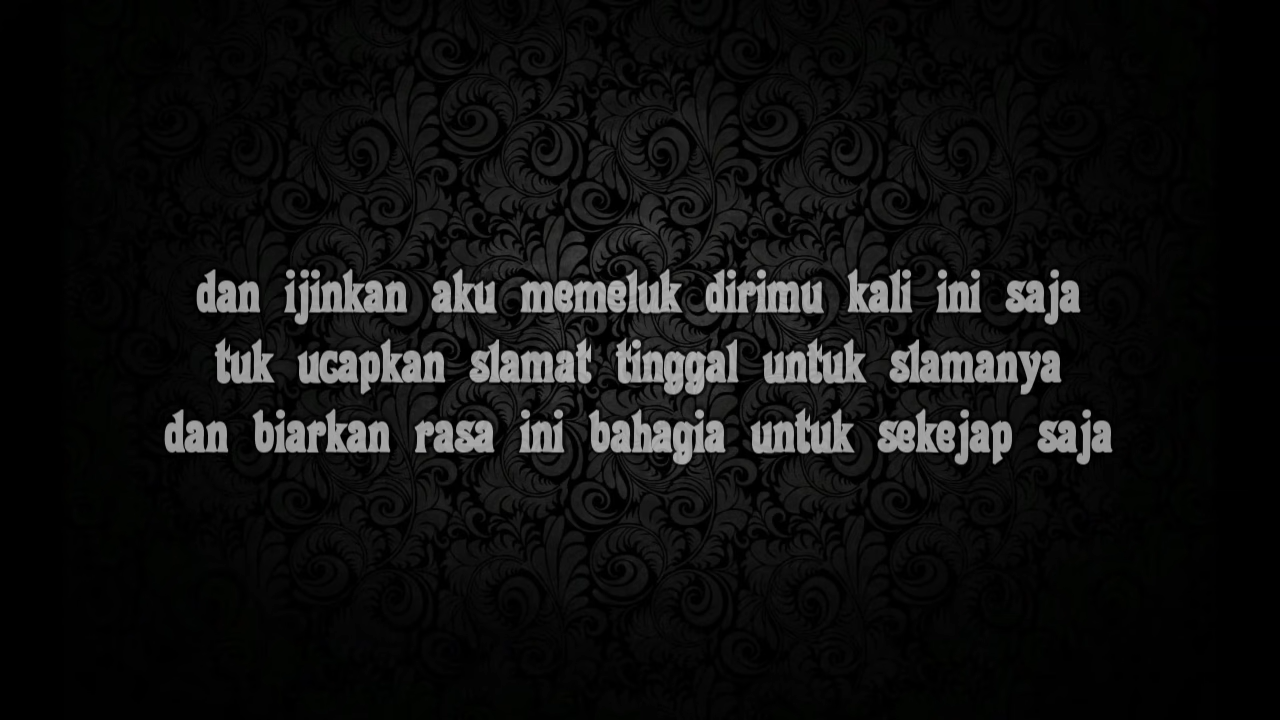 dan ijinkan aku memeluk dirimu kali ini saja
tuk ucapkan slamat tinggal untuk slamanya
dan biarkan rasa ini bahagia untuk sekejap saja